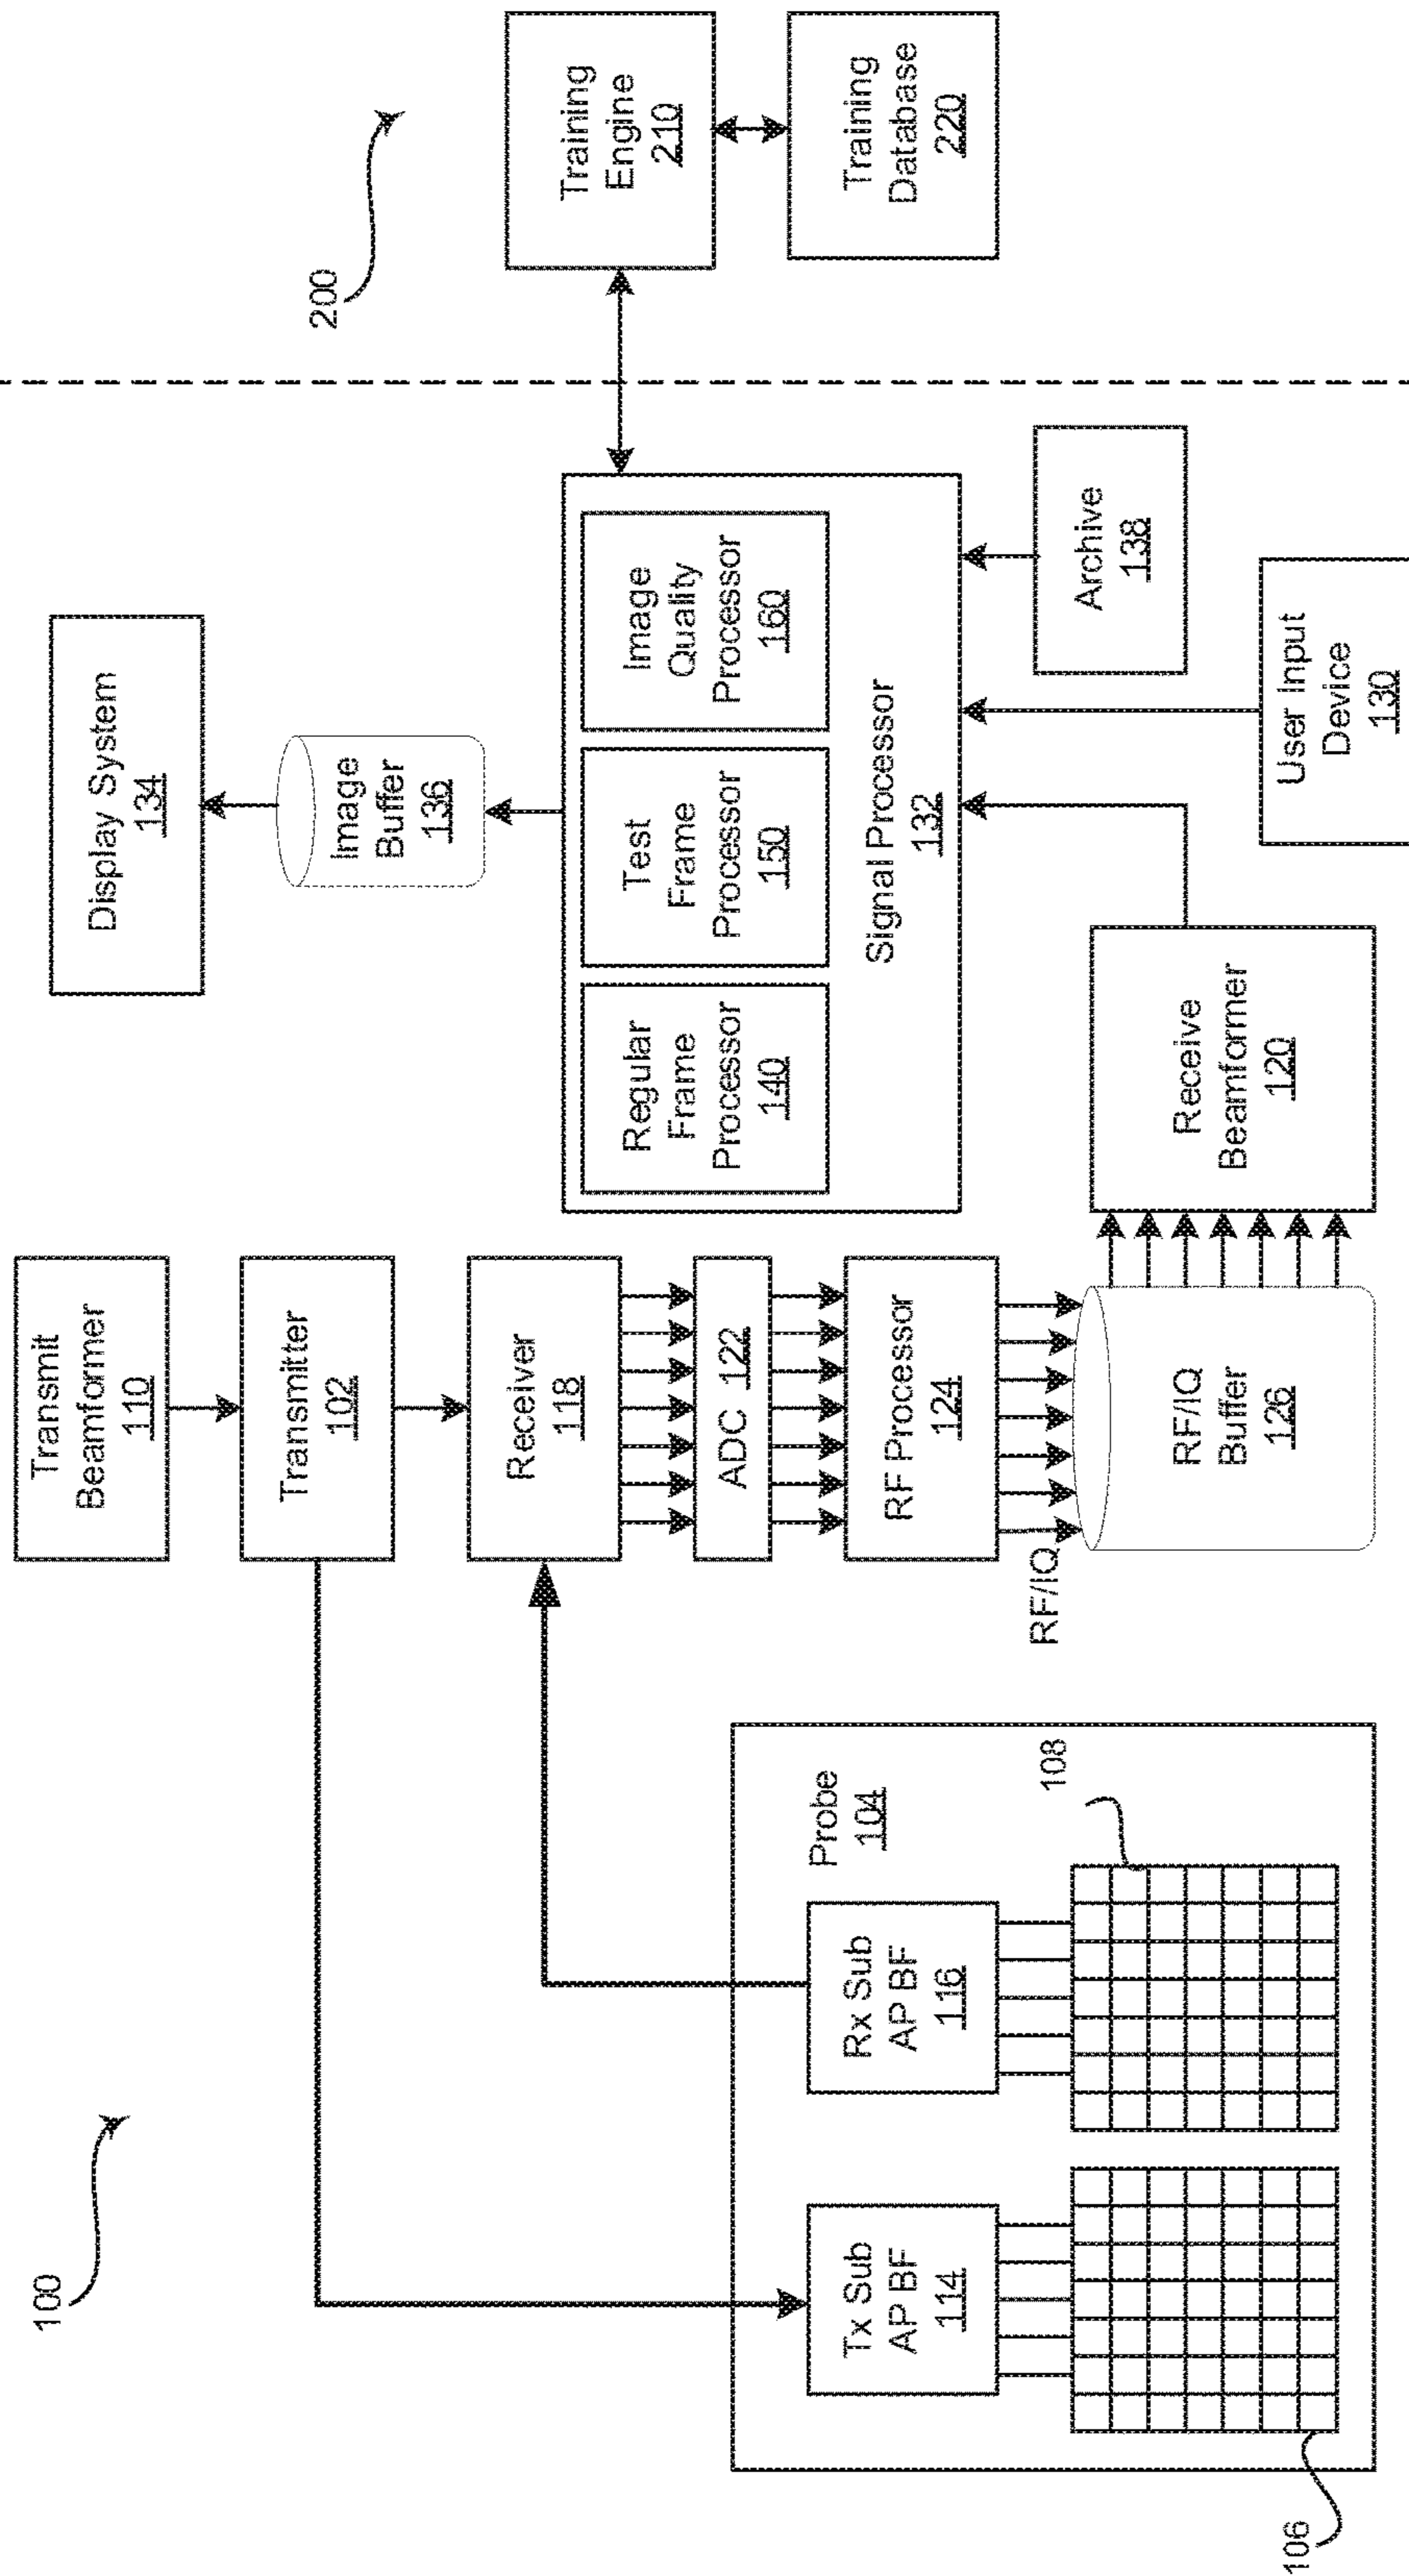 100
Transmit
Beamformer
110
Transmitter
102
Receiver
118
ADC 122
RF Processor
124
RF/IQ
RF/IQ
Buffer
126
Probe
104
Tx Sub
AP BF
114
Rx Sub
AP BF
116
106
108
Display System
134
Image
Buffer
136
Regular
Frame
Processor
140
Test
Frame
Processor
150
Image
Quality
Processor
160
Signal Processor
132
Receive
Beamformer
120
User Input
Device
130
Archive
138
200
Training
Engine
210
Training
Database
220